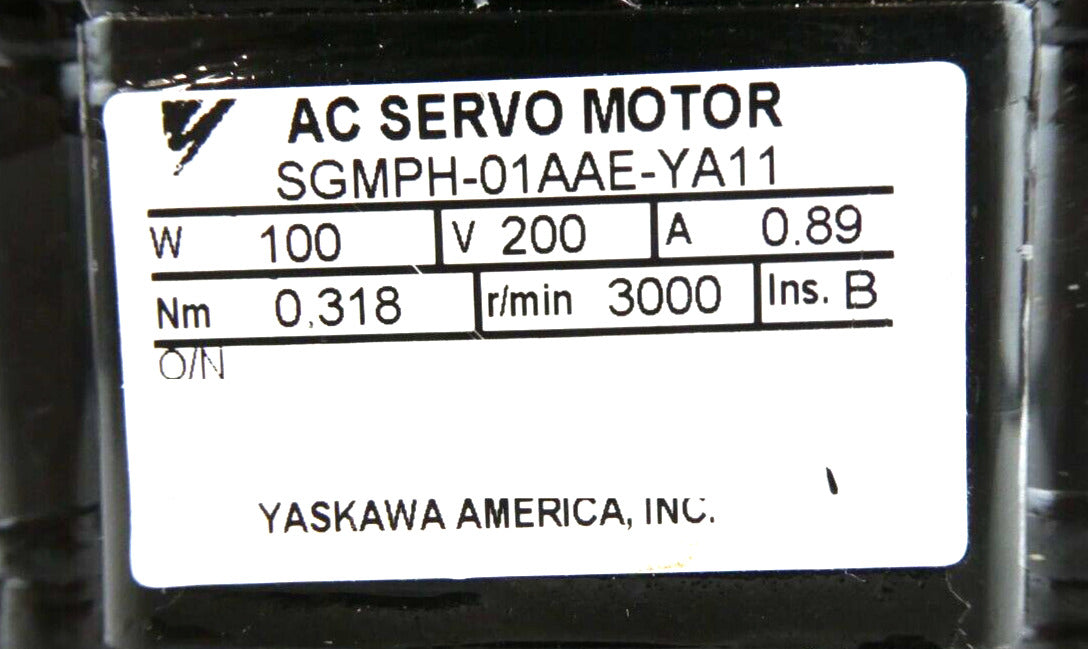 AC SERVO MOTOR
SGMPH-01AAE-YA11
W 100 V 200 A 0.89
Nm 0.318 r/min 3000 Ins. B
O/N
YASKAWA AMERICA, INC.